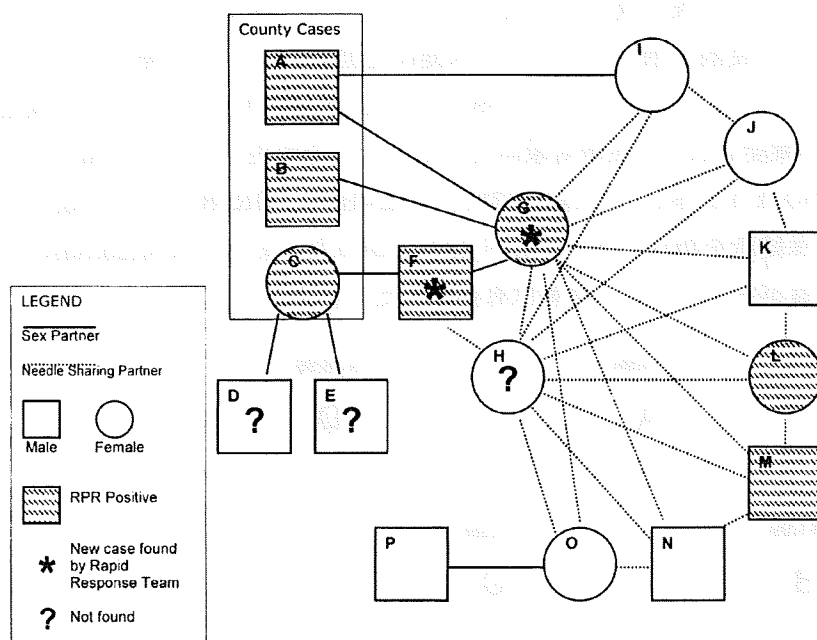 County Cases
A
I
J
B
G
*
C
F
*
K
LEGEND
Sex Partner
Needle Sharing Partner
H
?
L
D
?
E
?
Male
Female
M
RPR Positive
P
O
N
* New case found
by Rapid
Response Team
? Not found